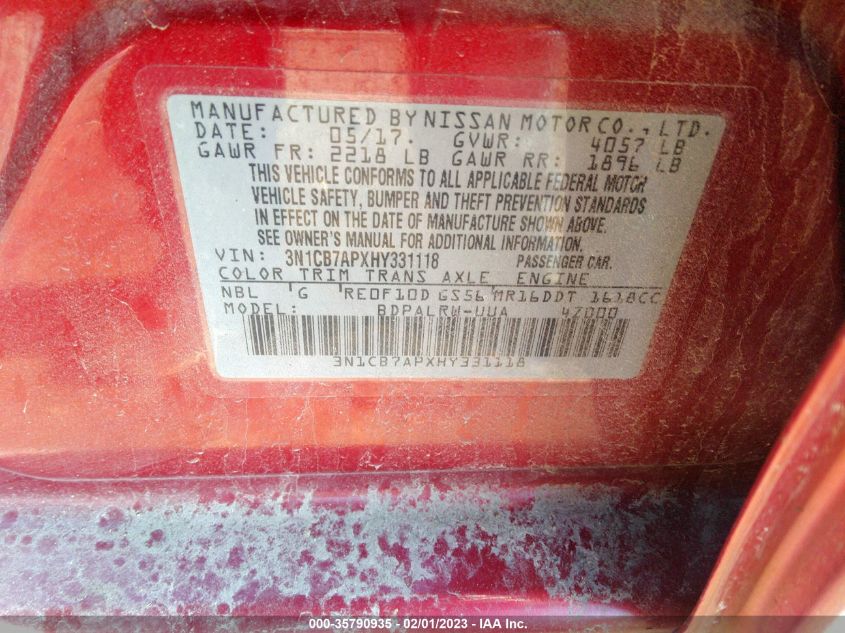 MANUFACTURED BY NISSAN MOTOR CO., LTD.
DATE: 05/17. GVWR: 4057 LB
GAWR FR: 2218 LB GAWR RR: 1896 LB
THIS VEHICLE CONFORMS TO ALL APPLICABLE FEDERAL MOTOR
VEHICLE SAFETY, BUMPER AND THEFT PREVENTION STANDARDS
IN EFFECT ON THE DATE OF MANUFACTURE SHOWN ABOVE.
SEE OWNER'S MANUAL FOR ADDITIONAL INFORMATION.
VIN: 3N1CB7APXHY331118 PASSENGER CAR.
COLOR TRIM TRANS AXLE ENGINE
NBL G RE0F10D GS56 MR16DDT 1618CC
MODEL: BDPALRW-UUA 4Z000
3N1CB7APXHY331118
000-35790935 - 02/01/2023 - IAA Inc.